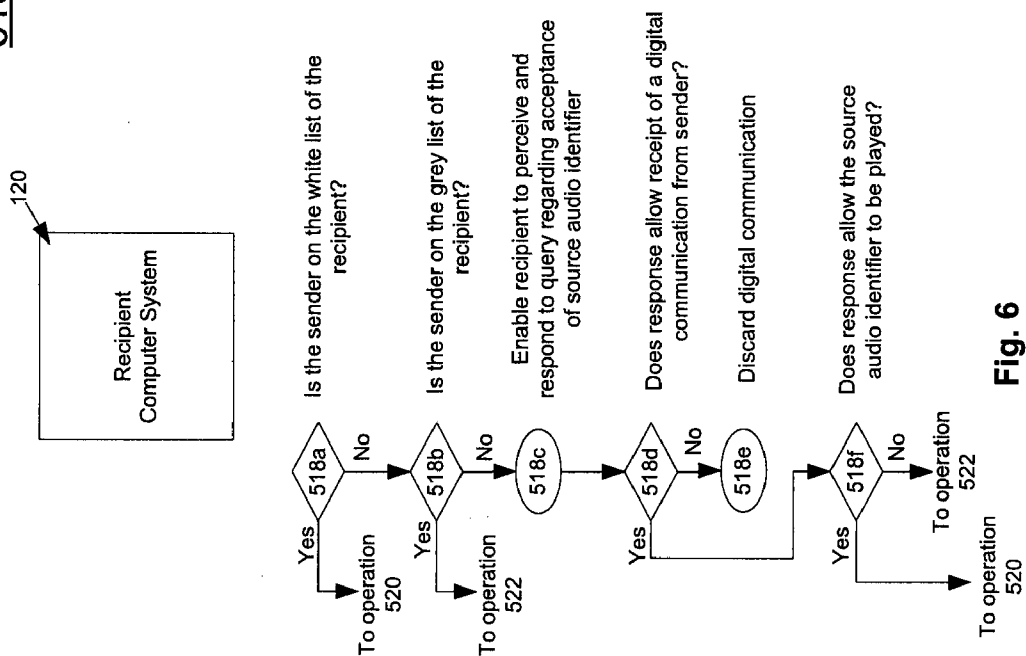 120
Recipient
Computer System
518a
Yes
No
To operation
520
Is the sender on the white list of the
recipient?
518b
Yes
No
To operation
522
Is the sender on the grey list of the
recipient?
518c
Enable recipient to perceive and
respond to query regarding acceptance
of source audio identifier
518d
Yes
No
Does response allow receipt of a digital
communication from sender?
518e
Discard digital communication
518f
Yes
No
To operation
522
To operation
520
Does response allow the source
audio identifier to be played?
Fig. 6